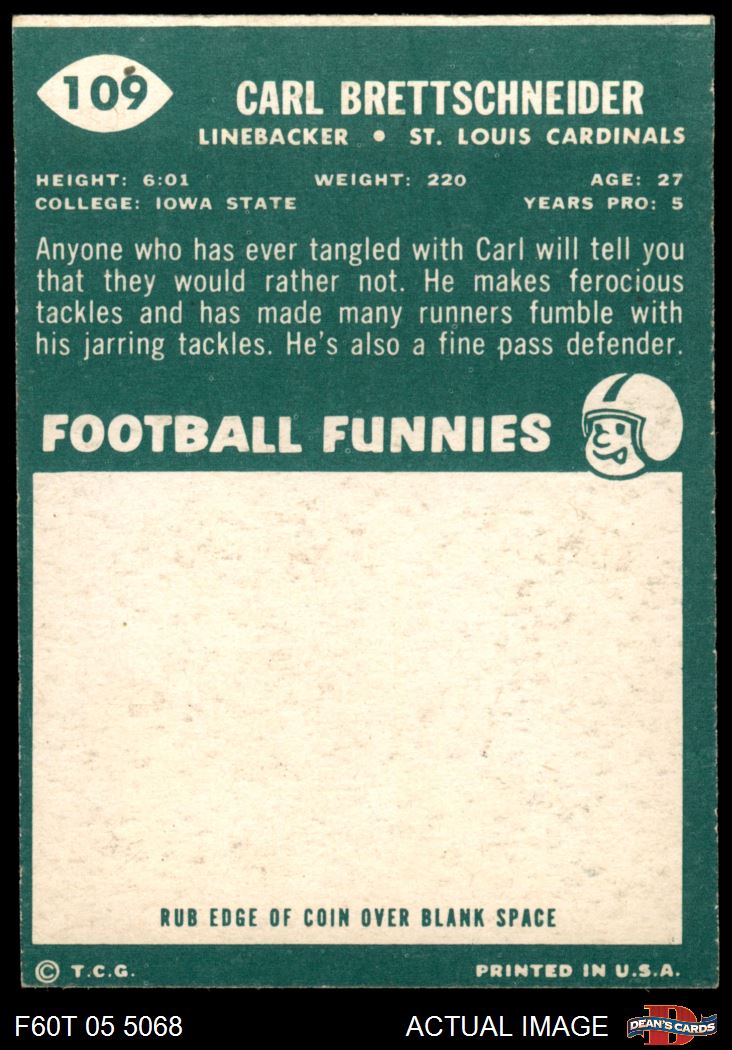 109
CARL BRETTSCHNEIDER
LINEBACKER • ST. LOUIS CARDINALS
HEIGHT: 6:01 WEIGHT: 220 AGE: 27
COLLEGE: IOWA STATE YEARS PRO: 5
Anyone who has ever tangled with Carl will tell you
that they would rather not. He makes ferocious
tackles and has made many runners fumble with
his jarring tackles. He's also a fine pass defender.
FOOTBALL FUNNIES
RUB EDGE OF COIN OVER BLANK SPACE
© T.C.G. PRINTED IN U.S.A.
F60T 05 5068 ACTUAL IMAGE DEAN'S CARDS